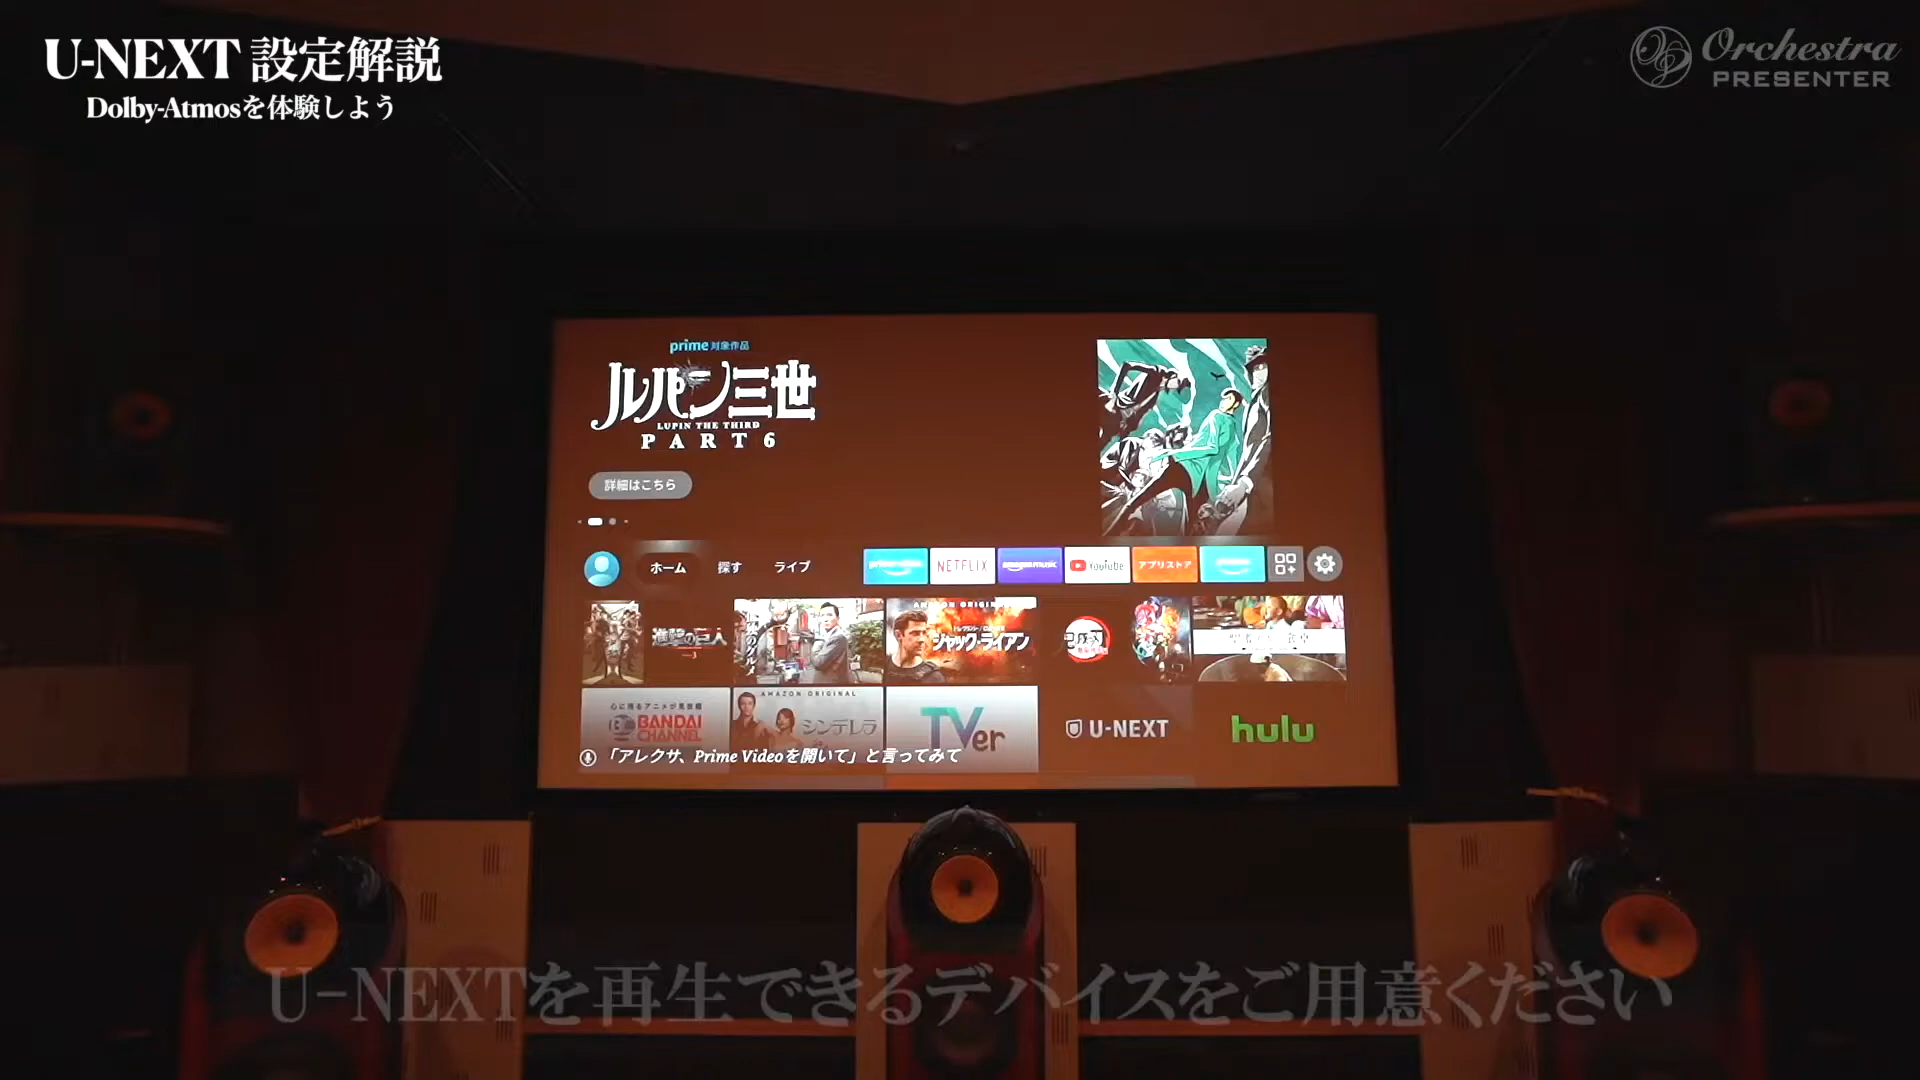 U-NEXT 設定解説
Dolby-Atmosを体験しよう
Orchestra
PRESENTER
prime 対象作品
ルパン三世
LUPIN THE THIRD
PART 6
詳細はこちら
ホーム
探す
ライブ
prime video
NETFLIX
amazon music
YouTube
アプリストア
進撃の巨人
AMAZON ORIGINAL
ジャック・ライアン
BANDAI
CHANNEL
AMAZON ORIGINAL
シンデレラ
TVer
U-NEXT
hulu
「アレクサ、Prime Videoを開いて」と言ってみて
U-NEXTを再生できるデバイスをご用意ください